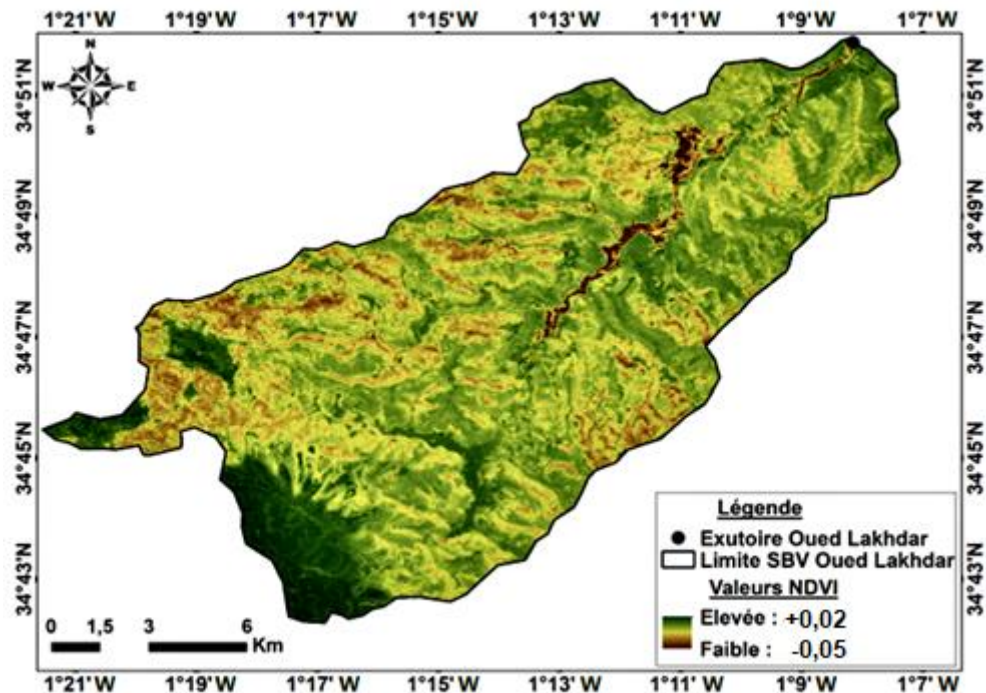 1°21'W 1°19'W 1°17'W 1°15'W 1°13'W 1°11'W 1°9'W 1°7'W
N
W E
S
34°51'N 34°51'N
34°49'N 34°49'N
34°47'N 34°47'N
34°45'N 34°45'N
34°43'N 34°43'N
Légende
Exutoire Oued Lakhdar
Limite SBV Oued Lakhdar
Valeurs NDVI
Elevée : +0,02
Faible : -0,05
0 1,5 3 6
Km
1°21'W 1°19'W 1°17'W 1°15'W 1°13'W 1°11'W 1°9'W 1°7'W